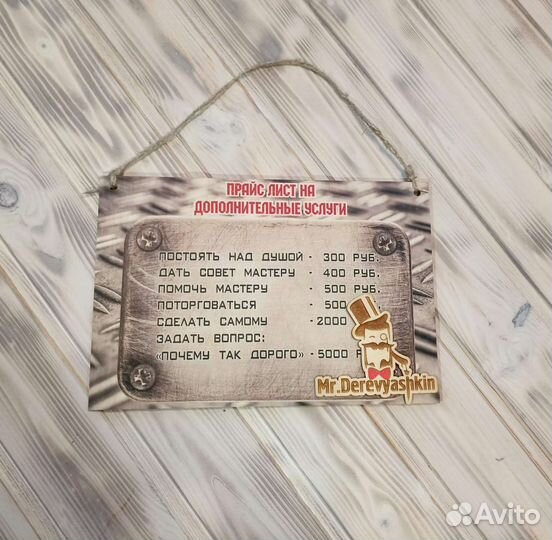 ПРАЙС ЛИСТ НА
ДОПОЛНИТЕЛЬНЫЕ УСЛУГИ
ПОСТОЯТЬ НАД ДУШОЙ - 300 РУБ.
ДАТЬ СОВЕТ МАСТЕРУ - 400 РУБ.
ПОМОЧЬ МАСТЕРУ - 500 РУБ.
ПОТОРГОВАТЬСЯ - 500
СДЕЛАТЬ САМОМУ -2000
ЗАДАТЬ ВОПРОС:
«ПОЧЕМУ ТАК ДОРОГО» -5000 Р
Mr.Derevyashkin
Avito